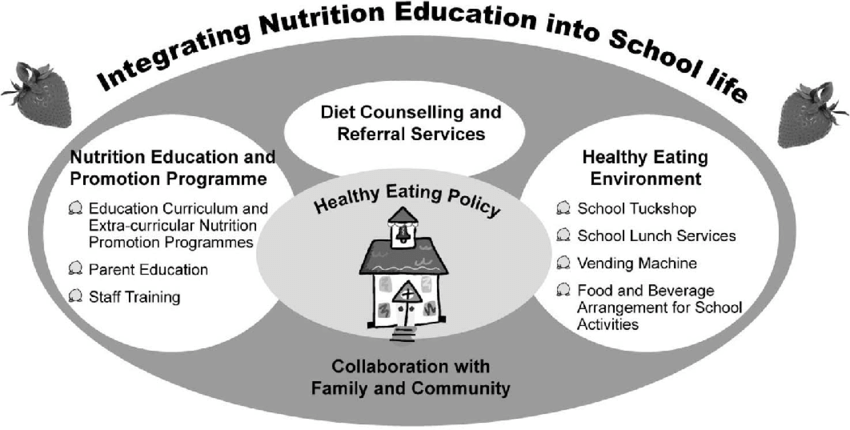 Integrating Nutrition Education into School life
Diet Counselling and
Referral Services
Nutrition Education and
Promotion Programme
Education Curriculum and
Extra-curricular Nutrition
Promotion Programmes
Parent Education
Staff Training
Healthy Eating Policy
Healthy Eating
Environment
School Tuckshop
School Lunch Services
Vending Machine
Food and Beverage
Arrangement for School
Activities
Collaboration with
Family and Community